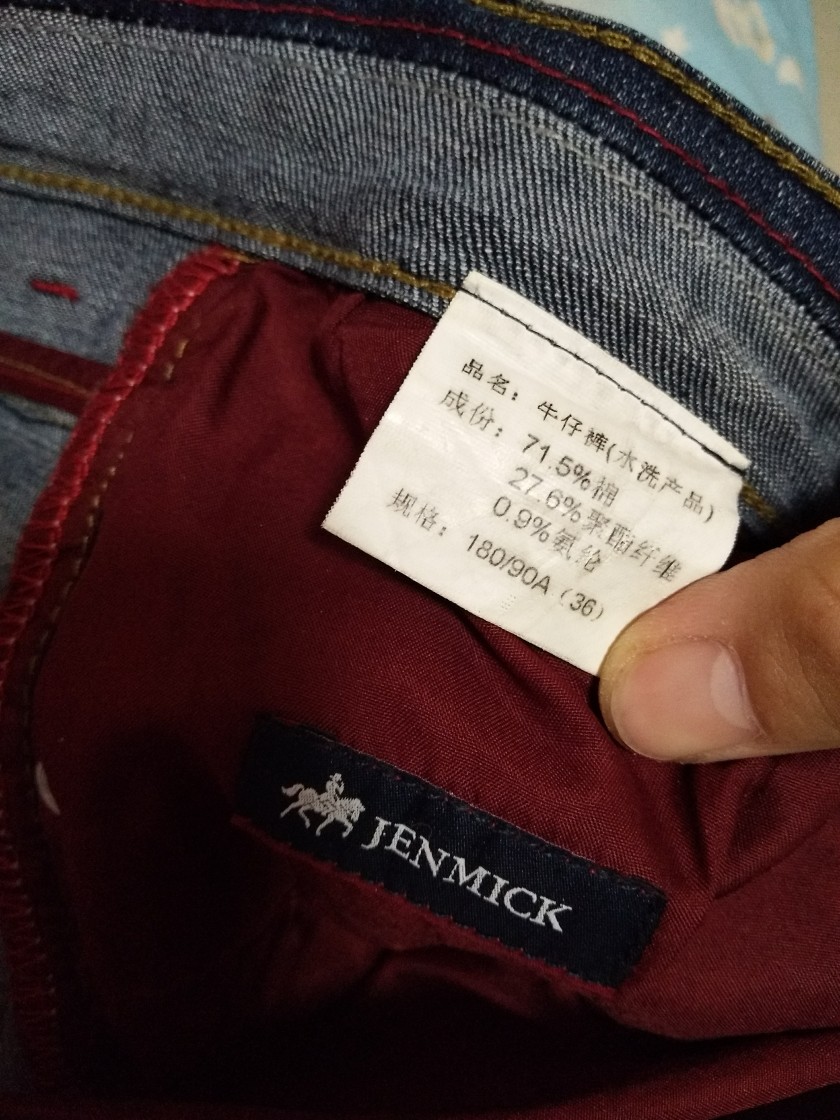 品名：牛仔裤(水洗产品)
成份：71.5%棉
27.6%聚酯纤维
0.9%氨纶
规格：180/90A（36）
JENMICK